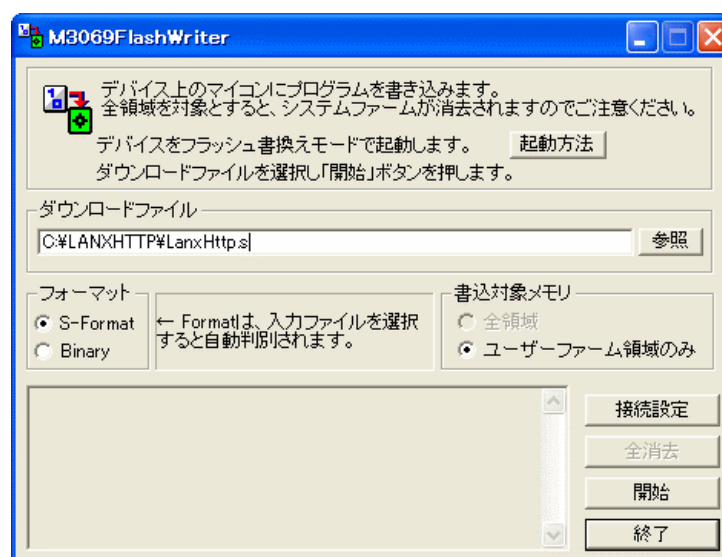 M3069FlashWriter
デバイス上のマイコンにプログラムを書き込みます。
全領域を対象とすると、システムファームが消去されますのでご注意ください。
デバイスをフラッシュ書換えモードで起動します。
起動方法
ダウンロードファイルを選択し「開始」ボタンを押します。
ダウンロードファイル
C:¥LANXHTTP¥LanxHttp.s
参照
フォーマット
S-Format
Binary
← Formatは、入力ファイルを選択
すると自動判別されます。
書込対象メモリ
全領域
ユーザーファーム領域のみ
接続設定
全消去
開始
終了